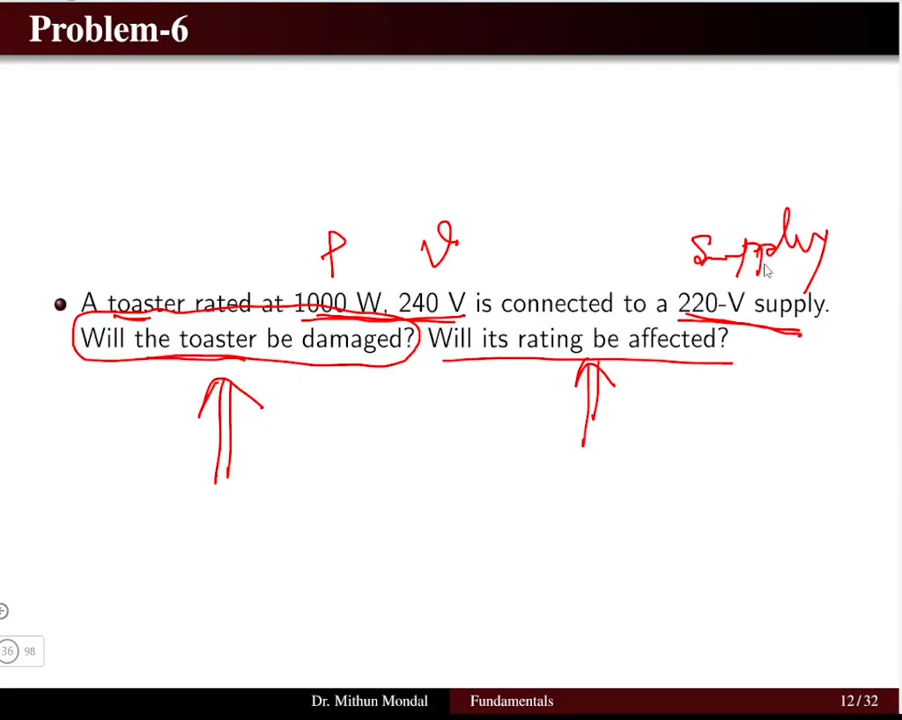 Problem-6
P V supply
A toaster rated at 1000 W, 240 V is connected to a 220-V supply.
Will the toaster be damaged? Will its rating be affected?
36 98
Dr. Mithun Mondal Fundamentals 12/32